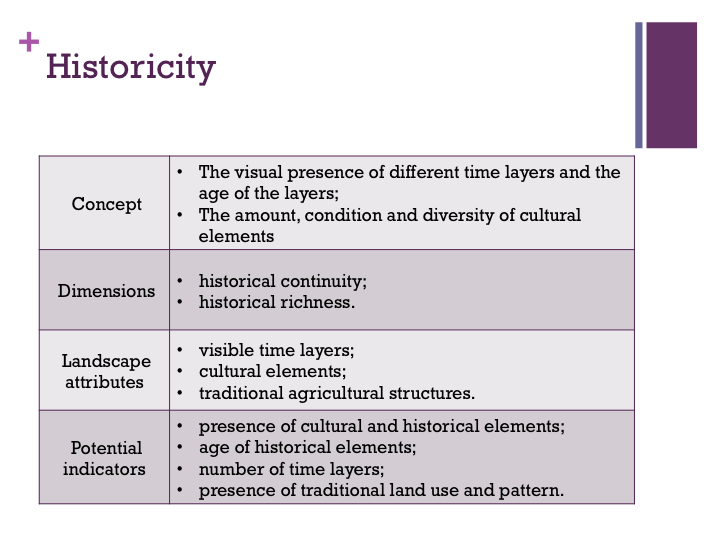 +
Historicity
Concept
• The visual presence of different time layers and the
age of the layers;
• The amount, condition and diversity of cultural
elements
Dimensions
• historical continuity;
• historical richness.
Landscape
attributes
• visible time layers;
• cultural elements;
• traditional agricultural structures.
Potential
indicators
• presence of cultural and historical elements;
• age of historical elements;
• number of time layers;
• presence of traditional land use and pattern.